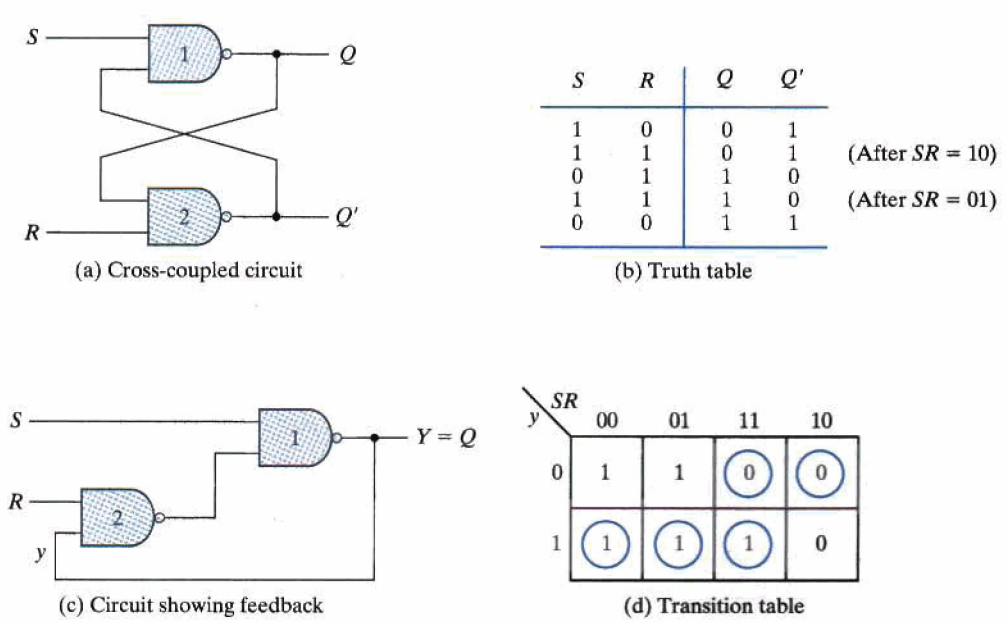 S
1
Q
2
R
Q'
(a) Cross-coupled circuit
S R Q Q'
1 0 0 1
1 1 0 1 (After SR = 10)
0 1 1 0
1 1 1 0 (After SR = 01)
0 0 1 1
(b) Truth table
S
1
Y = Q
R
2
y
(c) Circuit showing feedback
SR
y 00 01 11 10
0 1 1 0 0
1 1 1 1 0
(d) Transition table